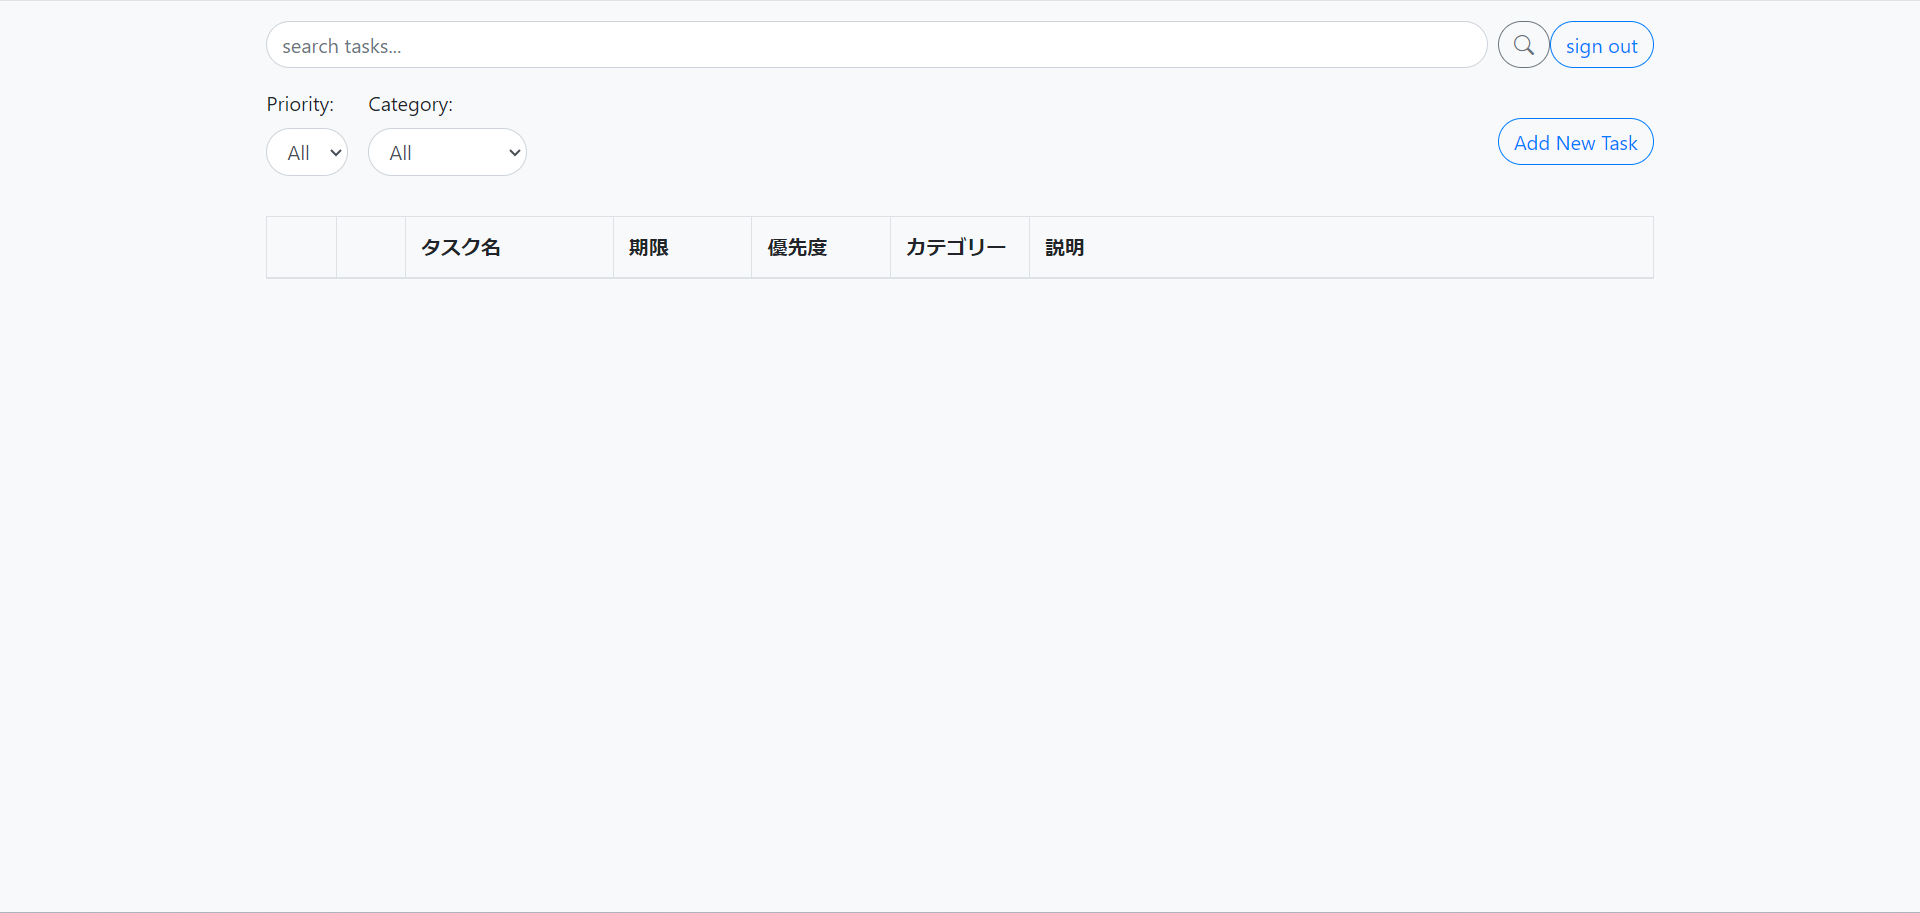 search tasks...
sign out
Priority:
Category:
All
All
Add New Task
タスク名
期限
優先度
カテゴリー
説明